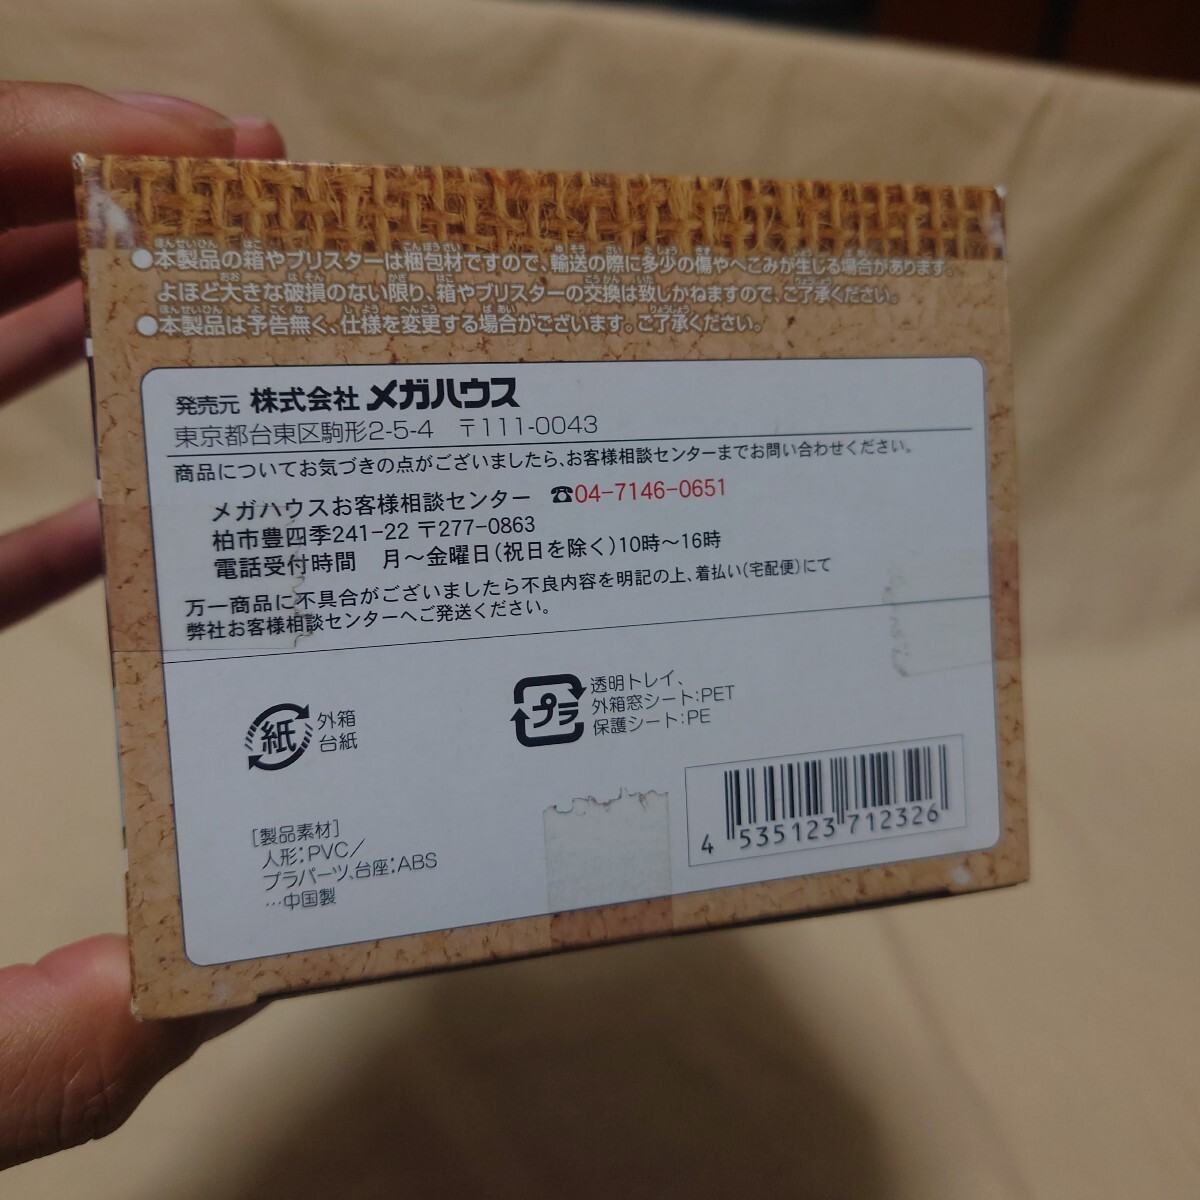 ●本製品の箱やブリスターは梱包材ですので、輸送の際に多少の傷やへこみが生じる場合があります。
よほど大きな破損のない限り、箱やブリスターの交換は致しかねますので、ご了承ください。
●本製品は予告無く、仕様を変更する場合がございます。ご了承ください。
発売元 株式会社 メガハウス
東京都台東区駒形2-5-4 〒111-0043
商品についてお気づきの点がございましたら、お客様相談センターまでお問い合わせください。
メガハウスお客様相談センター ☎04-7146-0651
柏市豊四季241-22 〒277-0863
電話受付時間 月〜金曜日(祝日を除く)10時〜16時
万一商品に不具合がございましたら不良内容を明記の上、着払い(宅配便)にて
弊社お客様相談センターへご発送ください。
紙
外箱
台紙
プラ
透明トレイ、
外箱窓シート:PET
保護シート:PE
[製品素材]
人形:PVC/
プラパーツ、台座:ABS
…中国製
4 535123 712326